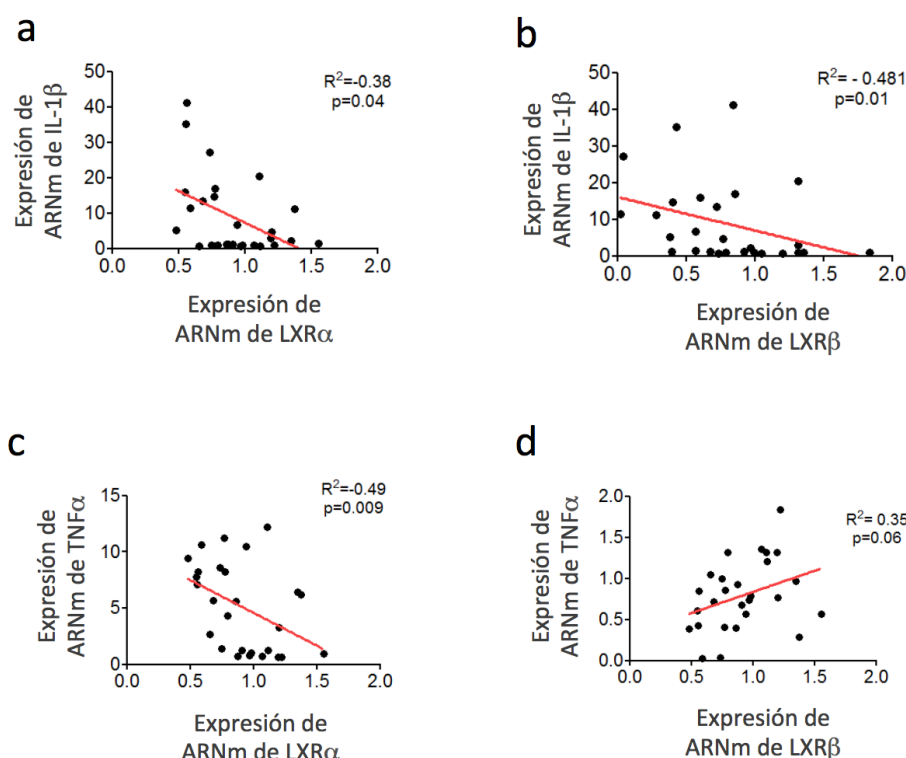 a
R²=-0.38
p=0.04
Expresión de
ARNm de IL-1β
50
40
30
20
10
0
0.0 0.5 1.0 1.5 2.0
Expresión de
ARNm de LXRα
b
R²= - 0.481
p=0.01
Expresión de
ARNm de IL-1β
50
40
30
20
10
0
0.0 0.5 1.0 1.5 2.0
Expresión de
ARNm de LXRβ
c
R²=-0.49
p=0.009
Expresión de
ARNm de TNFα
15
10
5
0
0.0 0.5 1.0 1.5 2.0
Expresión de
ARNm de LXRα
d
R²= 0.35
p=0.06
Expresión de
ARNm de TNFα
2.0
1.5
1.0
0.5
0.0
0.0 0.5 1.0 1.5 2.0
Expresión de
ARNm de LXRβ